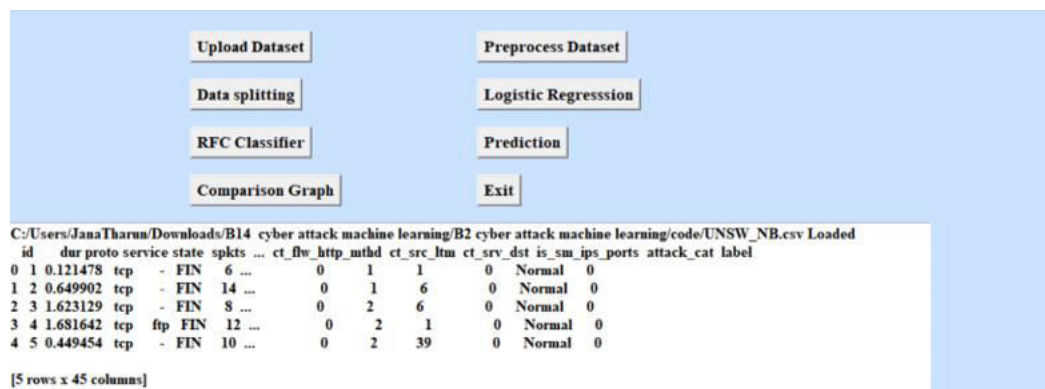 Upload Dataset
Preprocess Dataset
Data splitting
Logistic Regresssion
RFC Classifier
Prediction
Comparison Graph
Exit
C:/Users/JanaTharun/Downloads/B14 cyber attack machine learning/B2 cyber attack machine learning/code/UNSW_NB.csv Loaded
id dur proto service state spkts ... ct_flw_http_mthd ct_src_ltm ct_srv_dst is_sm_ips_ports attack_cat label
0 1 0.121478 tcp - FIN 6 ... 0 1 1 0 Normal 0
1 2 0.649902 tcp - FIN 14 ... 0 1 6 0 Normal 0
2 3 1.623129 tcp - FIN 8 ... 0 2 6 0 Normal 0
3 4 1.681642 tcp ftp FIN 12 ... 0 2 1 0 Normal 0
4 5 0.449454 tcp - FIN 10 ... 0 2 39 0 Normal 0
[5 rows x 45 columns]